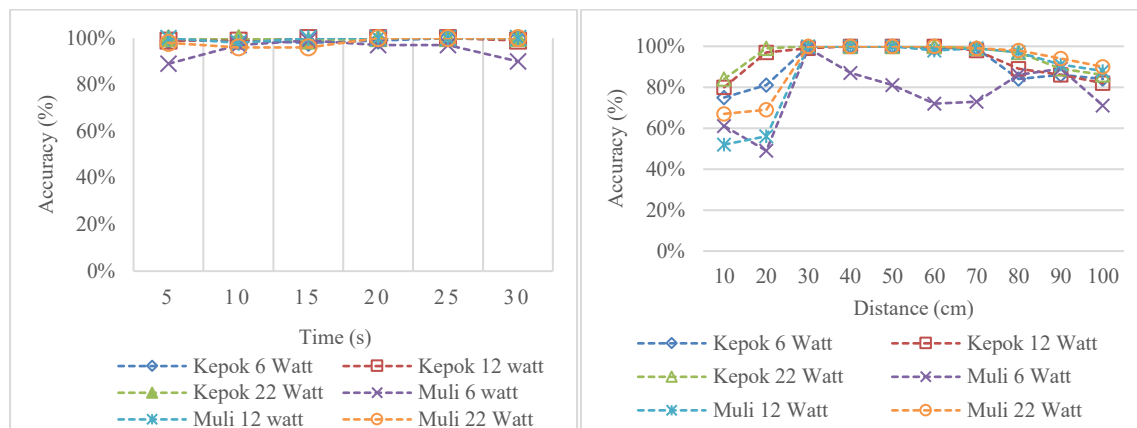 100%
80%
60%
40%
20%
0%
Accuracy (%)
5 10 15 20 25 30
Time (s)
Kepok 6 Watt Kepok 12 watt
Kepok 22 Watt Muli 6 watt
Muli 12 watt Muli 22 Watt
100%
80%
60%
40%
20%
0%
Accuracy (%)
10 20 30 40 50 60 70 80 90 100
Distance (cm)
Kepok 6 Watt Kepok 12 Watt
Kepok 22 Watt Muli 6 Watt
Muli 12 Watt Muli 22 Watt